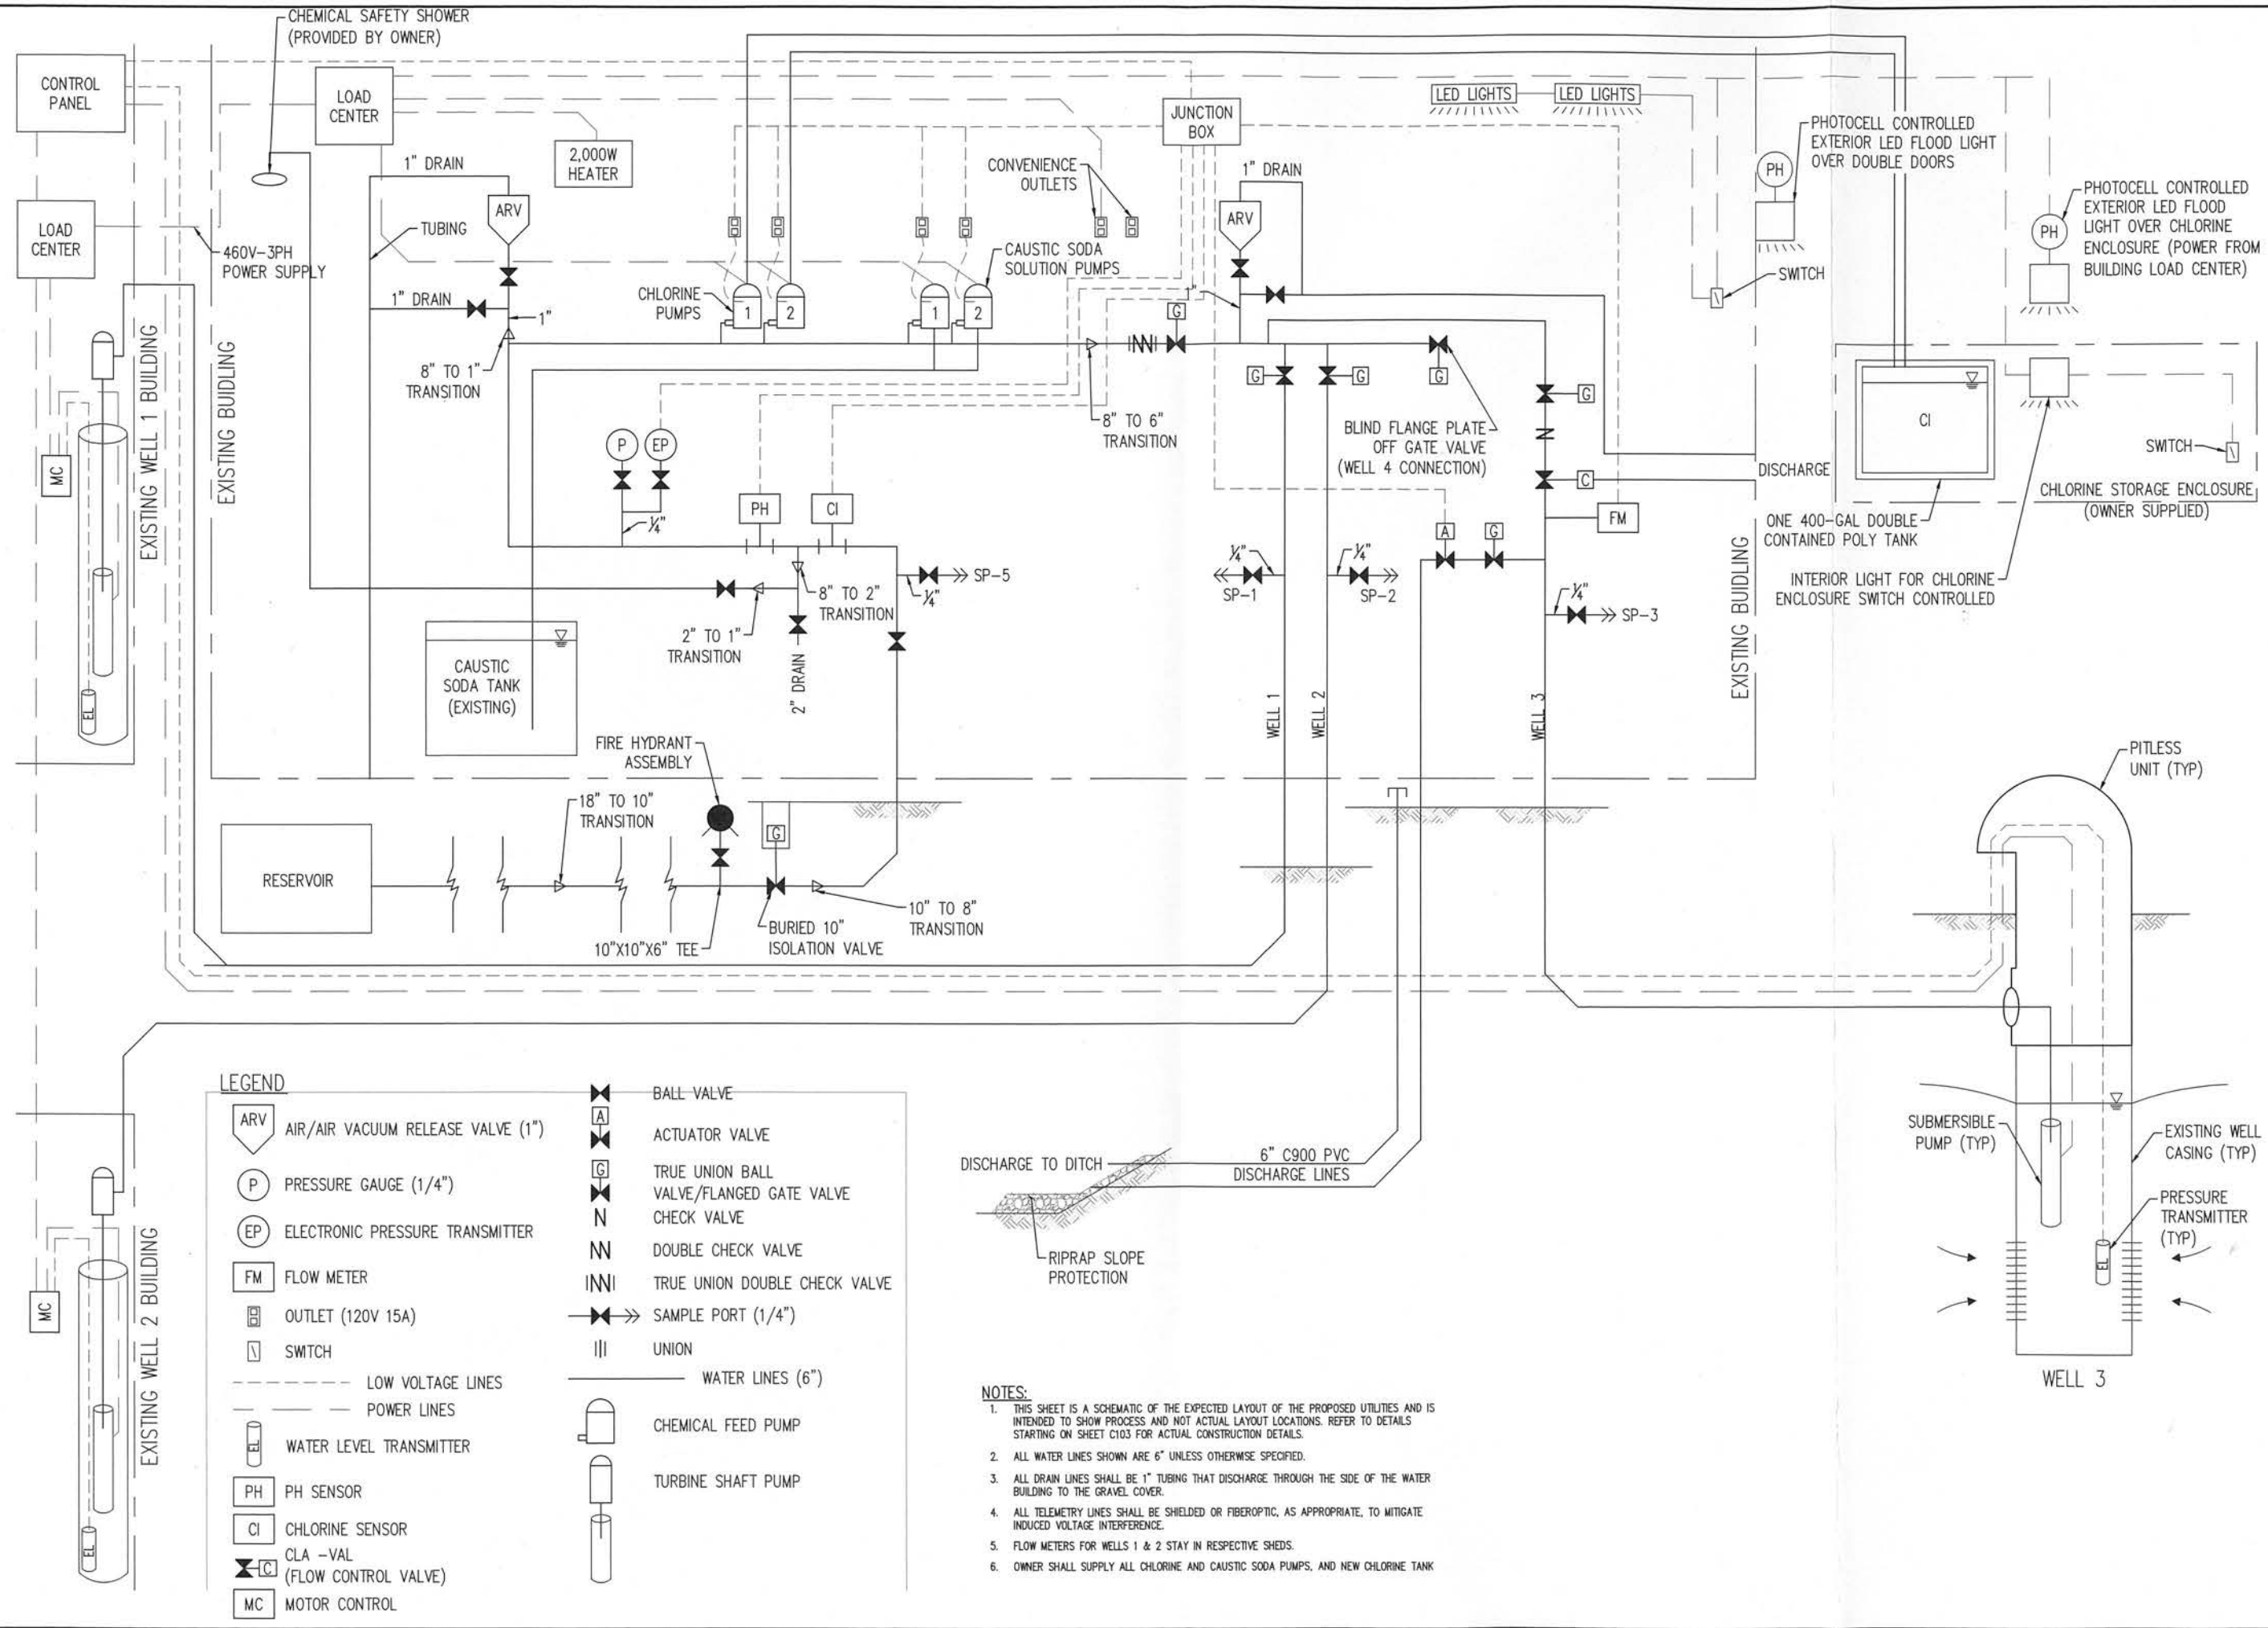 CHEMICAL SAFETY SHOWER
(PROVIDED BY OWNER)
CONTROL
PANEL
LOAD
CENTER
JUNCTION
BOX
LED LIGHTS
LED LIGHTS
PHOTOCELL CONTROLLED
EXTERIOR LED FLOOD LIGHT
OVER DOUBLE DOORS
2,000W
HEATER
1" DRAIN
CONVENIENCE
OUTLETS
1" DRAIN
PH
PHOTOCELL CONTROLLED
EXTERIOR LED FLOOD
LIGHT OVER CHLORINE
ENCLOSURE (POWER FROM
BUILDING LOAD CENTER)
PH
LOAD
CENTER
ARV
TUBING
ARV
460V-3PH
POWER SUPPLY
CAUSTIC SODA
SOLUTION PUMPS
SWITCH
1" DRAIN
1"
CHLORINE
PUMPS
1
2
1
2
1"
G
EXISTING WELL 1 BUILDING
EXISTING BUIDLING
8" TO 1"
TRANSITION
G
G
G
G
8" TO 6"
TRANSITION
BLIND FLANGE PLATE
OFF GATE VALVE
(WELL 4 CONNECTION)
CI
SWITCH
P
EP
MC
DISCHARGE
C
CHLORINE STORAGE ENCLOSURE
(OWNER SUPPLIED)
PH
CI
1/4"
FM
A
G
ONE 400-GAL DOUBLE
CONTAINED POLY TANK
1/4"
SP-1
1/4"
SP-2
SP-5
1/4"
8" TO 2"
TRANSITION
INTERIOR LIGHT FOR CHLORINE
ENCLOSURE SWITCH CONTROLLED
EXISTING BUIDLING
1/4"
SP-3
2" TO 1"
TRANSITION
2" DRAIN
CAUSTIC
SODA TANK
(EXISTING)
EL
WELL 1
WELL 2
WELL 3
FIRE HYDRANT
ASSEMBLY
PITLESS
UNIT (TYP)
18" TO 10"
TRANSITION
G
RESERVOIR
10"X10"X6" TEE
BURIED 10"
ISOLATION VALVE
10" TO 8"
TRANSITION
EXISTING WELL 2 BUILDING
MC
EL
LEGEND
ARV
AIR/AIR VACUUM RELEASE VALVE (1")
P
PRESSURE GAUGE (1/4")
EP
ELECTRONIC PRESSURE TRANSMITTER
FM
FLOW METER
OUTLET (120V 15A)
SWITCH
LOW VOLTAGE LINES
POWER LINES
EL
WATER LEVEL TRANSMITTER
PH
PH SENSOR
CI
CHLORINE SENSOR
C
CLA -VAL
(FLOW CONTROL VALVE)
MC
MOTOR CONTROL
BALL VALVE
A
ACTUATOR VALVE
G
TRUE UNION BALL
VALVE/FLANGED GATE VALVE
CHECK VALVE
DOUBLE CHECK VALVE
TRUE UNION DOUBLE CHECK VALVE
SAMPLE PORT (1/4")
UNION
WATER LINES (6")
CHEMICAL FEED PUMP
TURBINE SHAFT PUMP
DISCHARGE TO DITCH
6" C900 PVC
DISCHARGE LINES
RIPRAP SLOPE
PROTECTION
SUBMERSIBLE
PUMP (TYP)
EXISTING WELL
CASING (TYP)
PRESSURE
TRANSMITTER
(TYP)
EL
WELL 3
NOTES:
1. THIS SHEET IS A SCHEMATIC OF THE EXPECTED LAYOUT OF THE PROPOSED UTILITIES AND IS
INTENDED TO SHOW PROCESS AND NOT ACTUAL LAYOUT LOCATIONS. REFER TO DETAILS
STARTING ON SHEET C103 FOR ACTUAL CONSTRUCTION DETAILS.
2. ALL WATER LINES SHOWN ARE 6" UNLESS OTHERWISE SPECIFIED.
3. ALL DRAIN LINES SHALL BE 1" TUBING THAT DISCHARGE THROUGH THE SIDE OF THE WATER
BUILDING TO THE GRAVEL COVER.
4. ALL TELEMETRY LINES SHALL BE SHIELDED OR FIBEROPTIC, AS APPROPRIATE, TO MITIGATE
INDUCED VOLTAGE INTERFERENCE.
5. FLOW METERS FOR WELLS 1 & 2 STAY IN RESPECTIVE SHEDS.
6. OWNER SHALL SUPPLY ALL CHLORINE AND CAUSTIC SODA PUMPS, AND NEW CHLORINE TANK